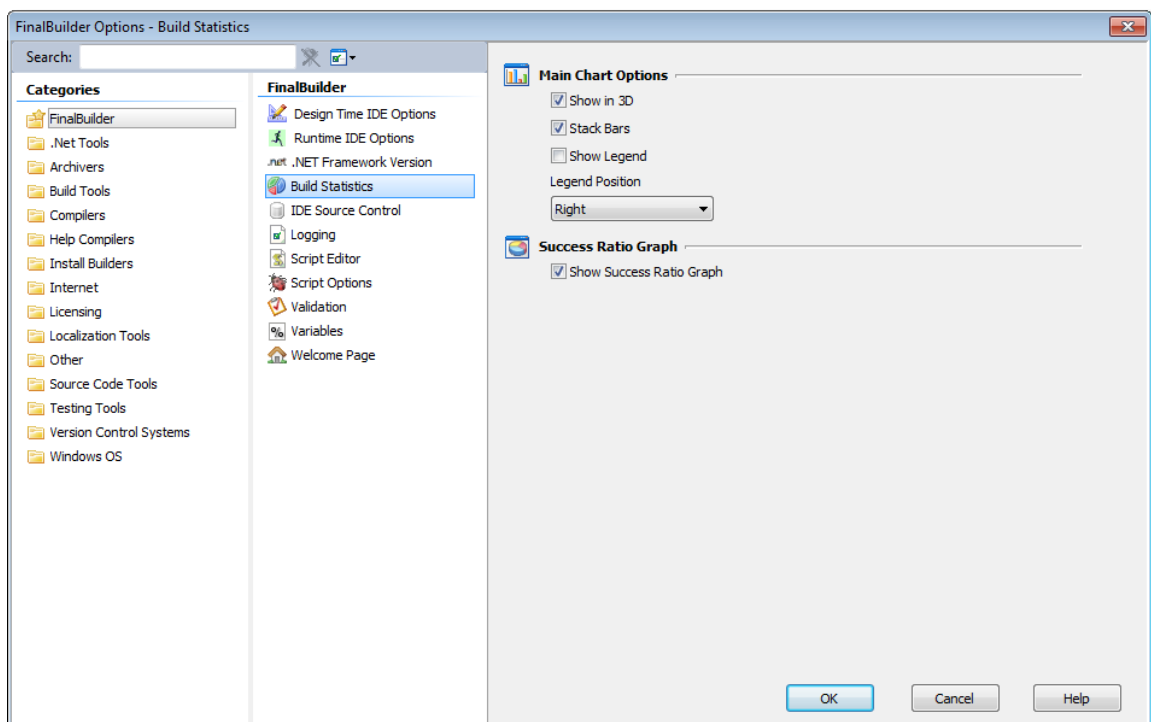 FinalBuilder Options - Build Statistics
Search:
Categories
FinalBuilder
.Net Tools
Archivers
Build Tools
Compilers
Help Compilers
Install Builders
Internet
Licensing
Localization Tools
Other
Source Code Tools
Testing Tools
Version Control Systems
Windows OS
FinalBuilder
Design Time IDE Options
Runtime IDE Options
.net .NET Framework Version
Build Statistics
IDE Source Control
Logging
Script Editor
Script Options
Validation
% Variables
Welcome Page
Main Chart Options
Show in 3D
Stack Bars
Show Legend
Legend Position
Right
Success Ratio Graph
Show Success Ratio Graph
OK Cancel Help